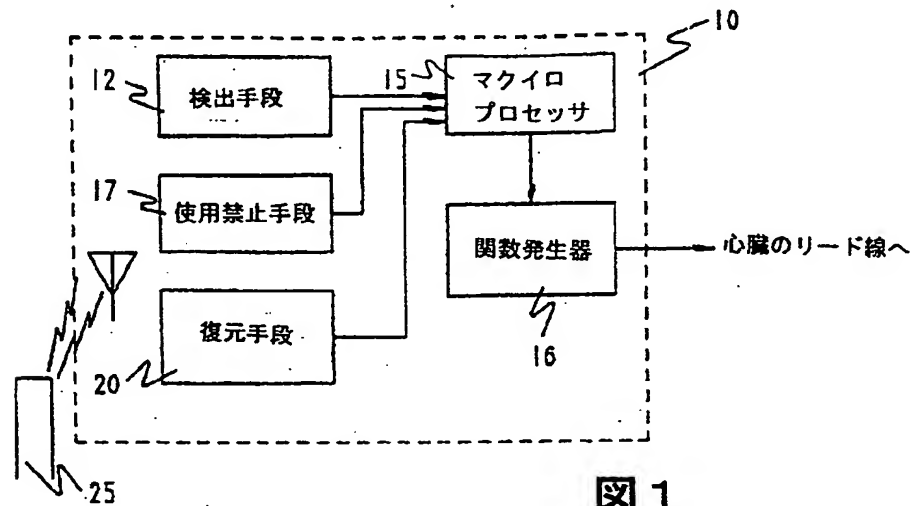 10
12
検出手段
15
マクイロ
プロセッサ
17
使用禁止手段
関数発生器
心臓のリード線へ
16
20
復元手段
25
図1